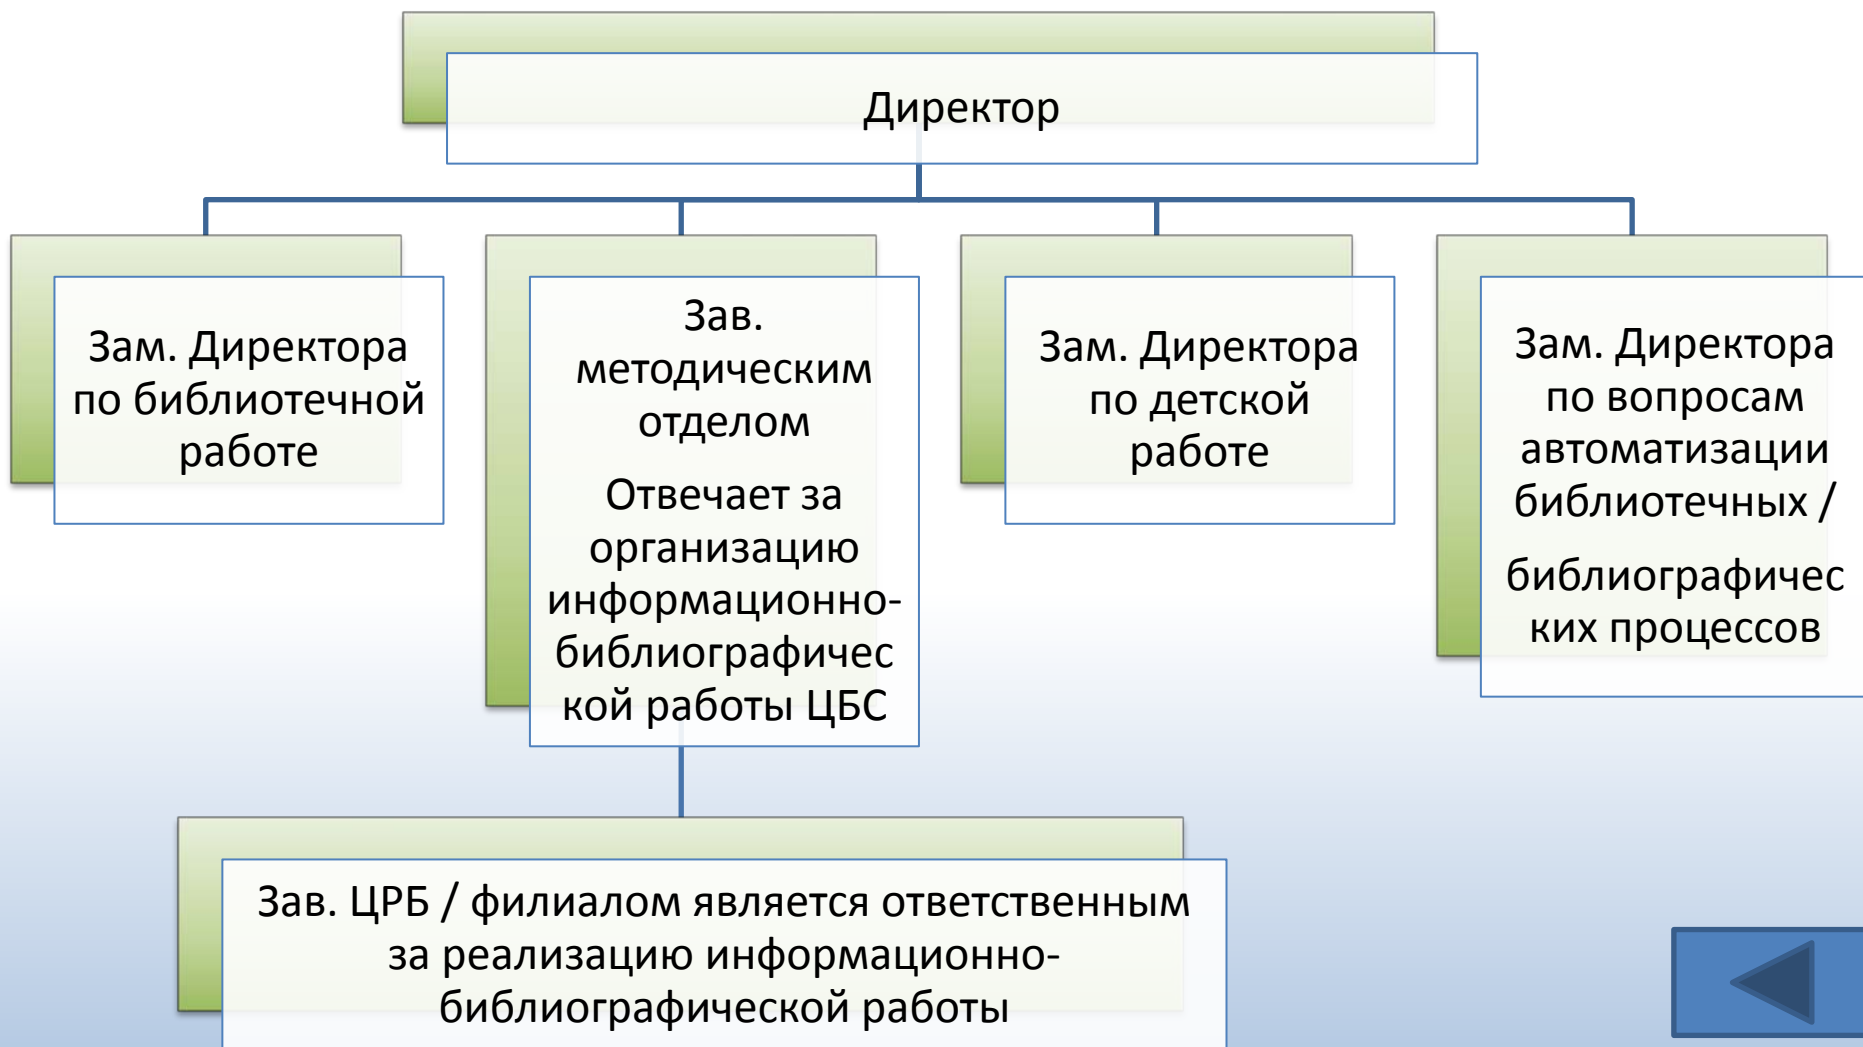 Директор
Зам. Директора
по библиотечной
работе
Зав.
методическим
отделом
Отвечает за
организацию
информационно-
библиографичес
кой работы ЦБС
Зам. Директора
по детской
работе
Зам. Директора
по вопросам
автоматизации
библиотечных /
библиографичес
ких процессов
Зав. ЦРБ / филиалом является ответственным
за реализацию информационно-
библиографической работы